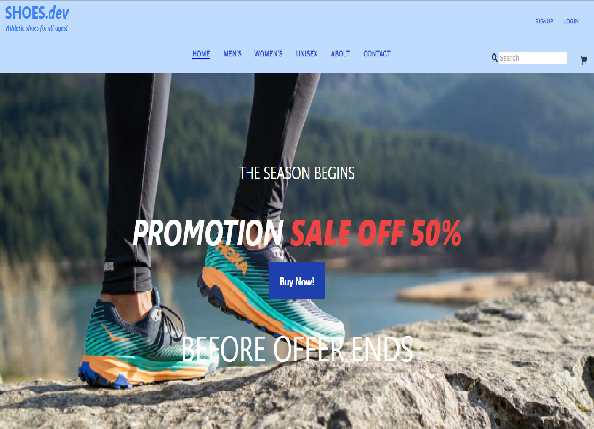 SHOES.dev
Athletic shoes for all ages!
SIGNUP LOGIN
HOME MEN'S WOMEN'S UNISEX ABOUT CONTACT
Search
THE SEASON BEGINS
PROMOTION SALE OFF 50%
HOKA
Buy Now!
BEFORE OFFER ENDS